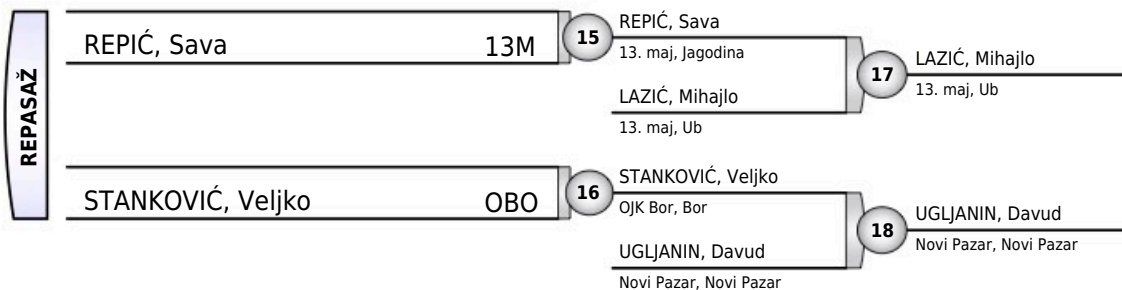 REPASAŽ
REPIĆ, Sava 13M
15
REPIĆ, Sava
13. maj, Jagodina
LAZIĆ, Mihajlo
13. maj, Ub
17
LAZIĆ, Mihajlo
13. maj, Ub
STANKOVIĆ, Veljko OBO
16
STANKOVIĆ, Veljko
OJK Bor, Bor
UGLJANIN, Davud
Novi Pazar, Novi Pazar
18
UGLJANIN, Davud
Novi Pazar, Novi Pazar